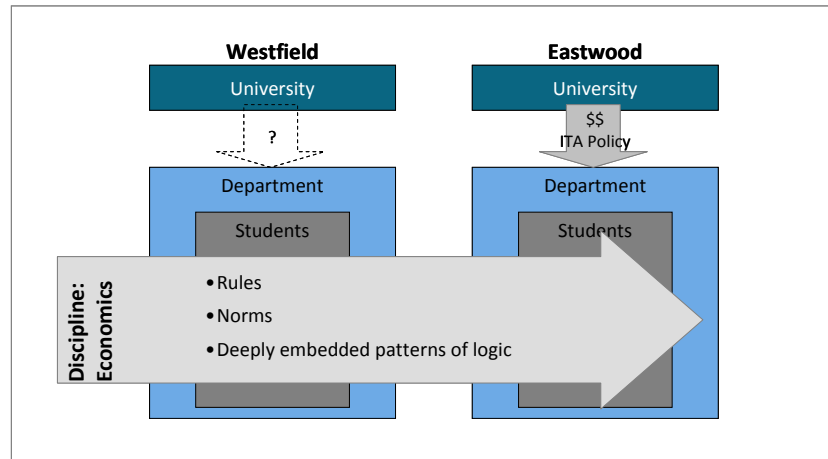 Westfield
Eastwood
University
University
?
$$
ITA Policy
Department
Department
Students
Students
Discipline:
Economics
•Rules
•Norms
•Deeply embedded patterns of logic